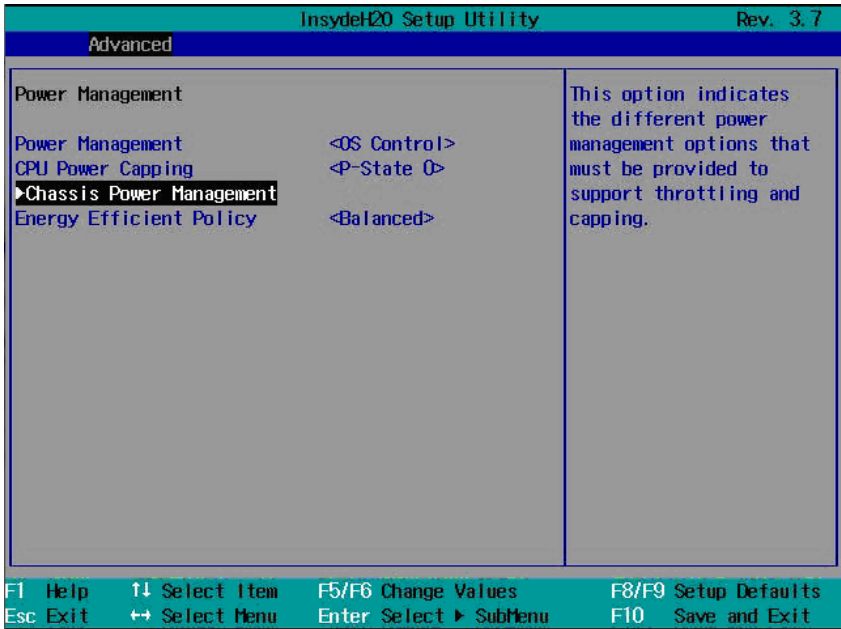 InsydeH2O Setup Utility Rev. 3.7
Advanced
Power Management
Power Management <OS Control>
CPU Power Capping <P-State 0>
▶Chassis Power Management
Energy Efficient Policy <Balanced>
This option indicates
the different power
management options that
must be provided to
support throttling and
capping.
F1 Help ↑↓ Select Item F5/F6 Change Values F8/F9 Setup Defaults
Esc Exit ↔ Select Menu Enter Select ▶ SubMenu F10 Save and Exit